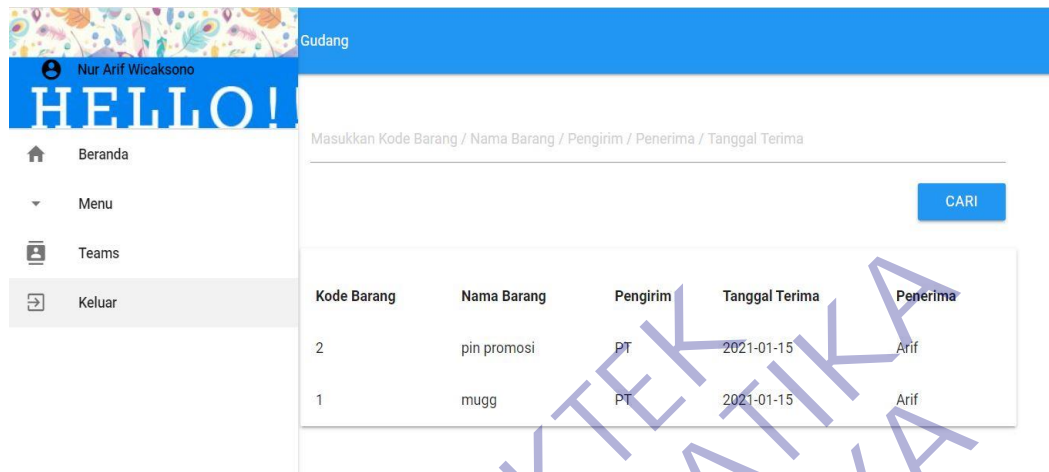 Gudang
Nur Arif Wicaksono
HELLO!
Beranda
Menu
Teams
Keluar
Masukkan Kode Barang / Nama Barang / Pengirim / Penerima / Tanggal Terima
CARI
Kode Barang Nama Barang Pengirim Tanggal Terima Penerima
2 pin promosi PT 2021-01-15 Arif
1 mugg PT 2021-01-15 Arif